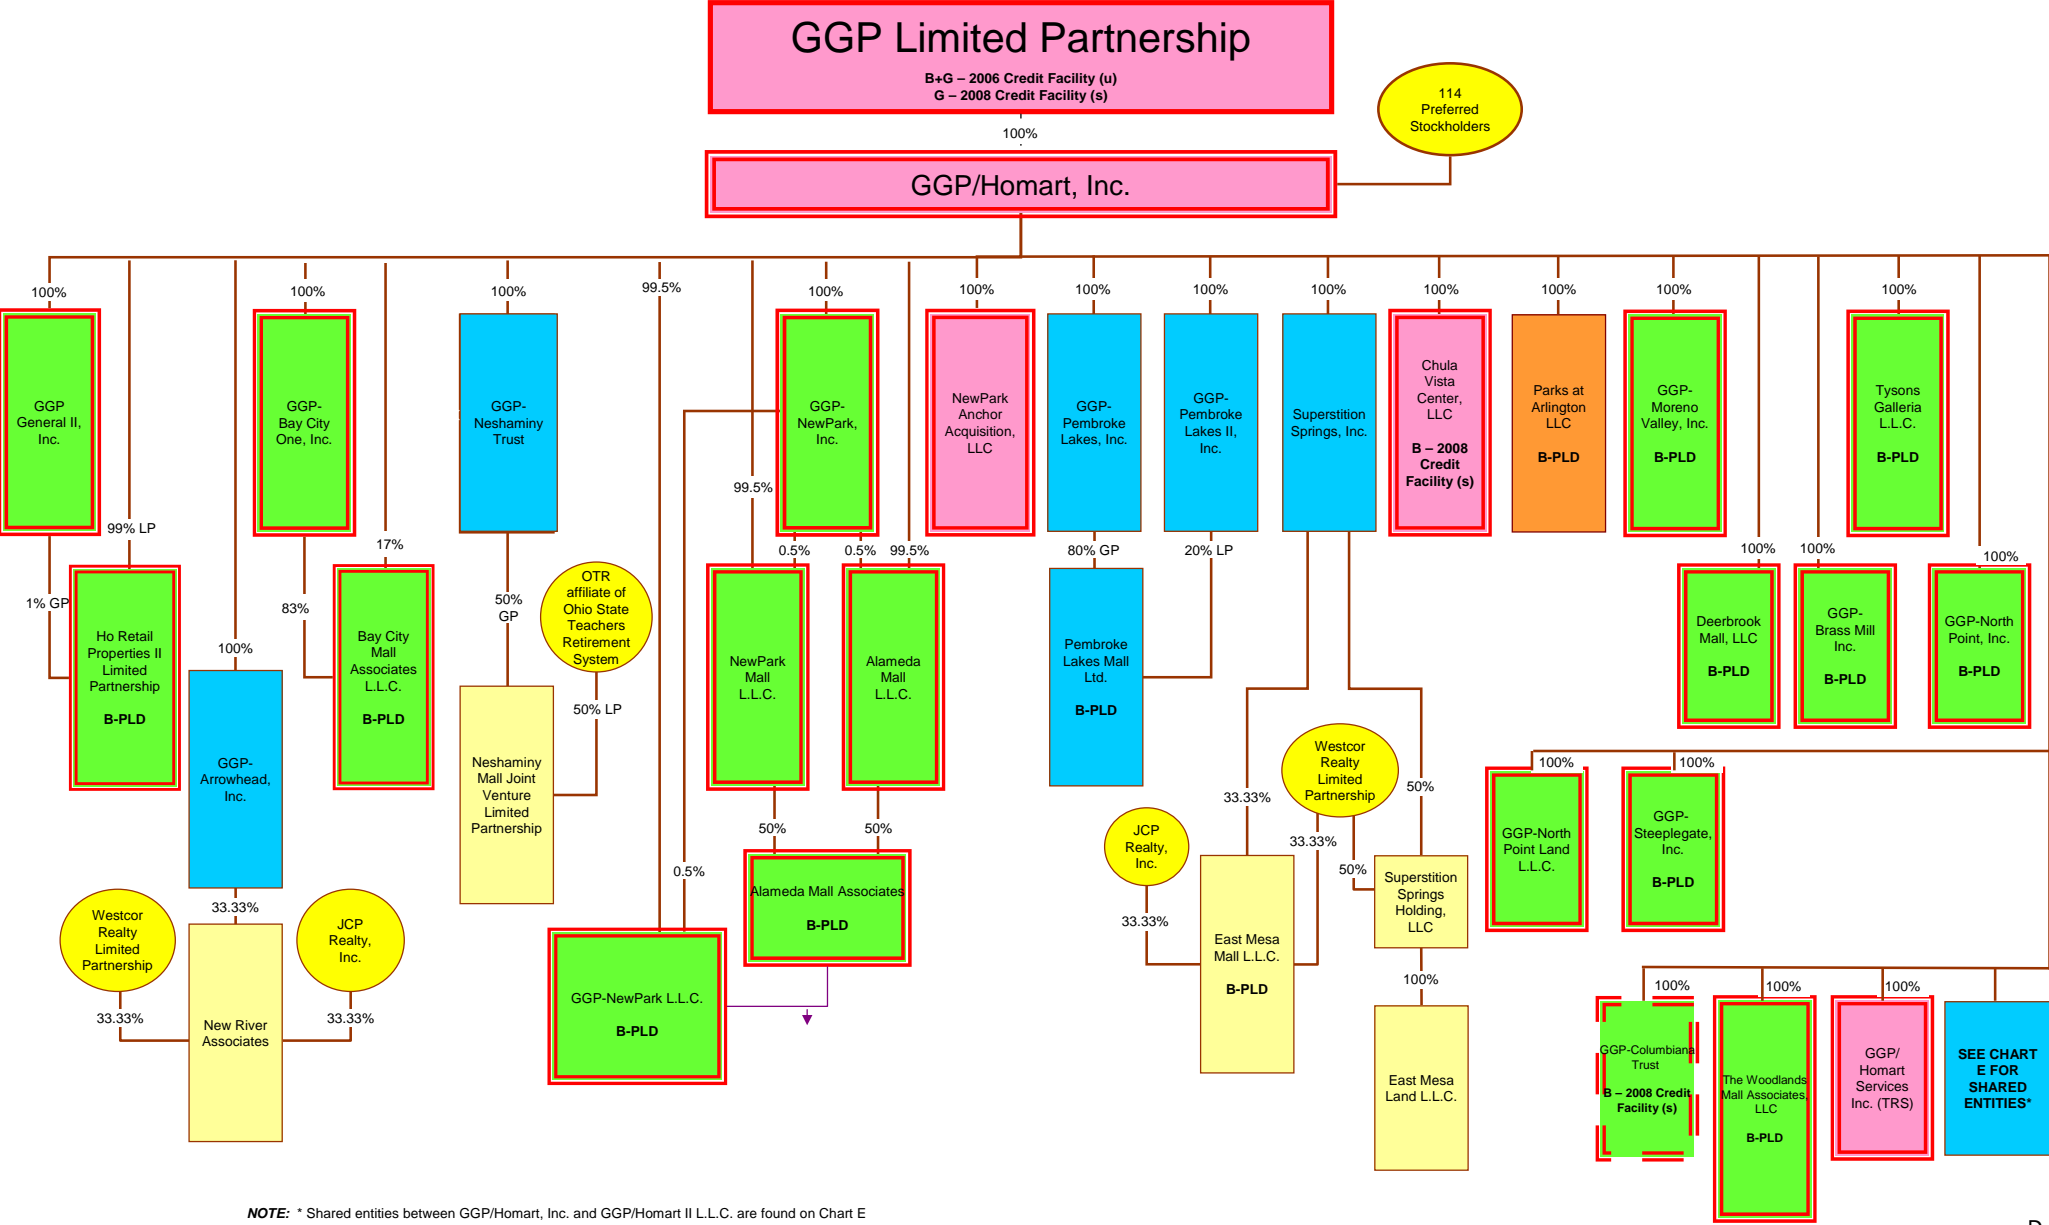 GGP Limited Partnership
B+G – 2006 Credit Facility (u)
G – 2008 Credit Facility (s)
114
Preferred
Stockholders
100%
GGP/Homart, Inc.
100%
100%
100%
99.5%
100%
100%
100%
100%
100%
100%
100%
100%
100%
GGP
General II,
Inc.
GGP-
Bay City
One, Inc.
GGP-
Neshaminy
Trust
GGP-
NewPark,
Inc.
NewPark
Anchor
Acquisition,
LLC
GGP-
Pembroke
Lakes, Inc.
GGP-
Pembroke
Lakes II,
Inc.
Superstition
Springs, Inc.
Chula
Vista
Center,
LLC
B – 2008
Credit
Facility (s)
Parks at
Arlington
LLC
B-PLD
GGP-
Moreno
Valley, Inc.
B-PLD
Tysons
Galleria
L.L.C.
B-PLD
99.5%
99% LP
17%
0.5%
0.5%
99.5%
80% GP
20% LP
100%
100%
100%
1% GP
83%
50%
GP
OTR
affiliate of
Ohio State
Teachers
Retirement
System
100%
Ho Retail
Properties II
Limited
Partnership
B-PLD
Bay City
Mall
Associates
L.L.C.
B-PLD
NewPark
Mall
L.L.C.
Alameda
Mall
L.L.C.
Pembroke
Lakes Mall
Ltd.
B-PLD
Deerbrook
Mall, LLC
B-PLD
GGP-
Brass Mill
Inc.
B-PLD
GGP-North
Point, Inc.
B-PLD
50% LP
GGP-
Arrowhead,
Inc.
Neshaminy
Mall Joint
Venture
Limited
Partnership
Westcor
Realty
Limited
Partnership
100%
100%
33.33%
50%
50%
50%
JCP
Realty,
Inc.
33.33%
GGP-North
Point Land
L.L.C.
GGP-
Steeplegate,
Inc.
B-PLD
0.5%
50%
Alameda Mall Associates
B-PLD
Superstition
Springs
Holding,
LLC
33.33%
33.33%
Westcor
Realty
Limited
Partnership
JCP
Realty,
Inc.
East Mesa
Mall L.L.C.
B-PLD
100%
100%
100%
100%
GGP-NewPark L.L.C.
B-PLD
33.33%
33.33%
New River
Associates
East Mesa
Land L.L.C.
GGP-Columbiana
Trust
B – 2008 Credit
Facility (s)
The Woodlands
Mall Associates,
LLC
B-PLD
GGP/
Homart
Services
Inc. (TRS)
SEE CHART
E FOR
SHARED
ENTITIES*
NOTE: * Shared entities between GGP/Homart, Inc. and GGP/Homart II L.L.C. are found on Chart E